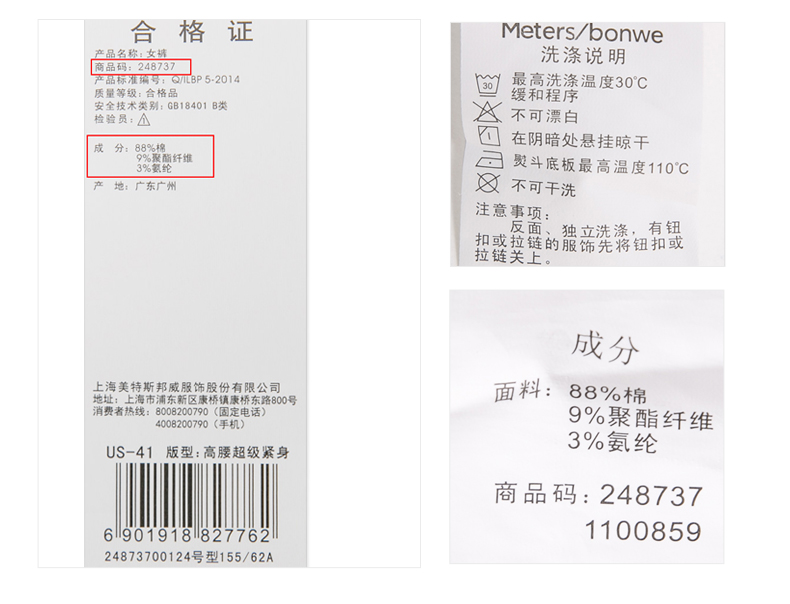 合格证
产品名称：女裤
商品码：248737
产品标准编号：Q/ILBP 5-2014
质量等级：合格品
安全技术类别：GB18401 B类
检验员：
成 分：88%棉
9%聚酯纤维
3%氨纶
产 地：广东广州
上海美特斯邦威服饰股份有限公司
地址：上海市浦东新区康桥镇康桥东路800号
消费者热线：8008200790（固定电话）
4008200790（手机）
US-41 版型：高腰超级紧身
6 901918 827762
24873700124号型155/62A
Meters/bonwe
洗涤说明
30
最高洗涤温度30℃
缓和程序
不可漂白
在阴暗处悬挂晾干
熨斗底板最高温度110℃
不可干洗
注意事项：
反面、独立洗涤，有钮
扣或拉链的服饰先将钮扣或
拉链关上。
成分
面料：88%棉
9%聚酯纤维
3%氨纶
商品码：248737
1100859